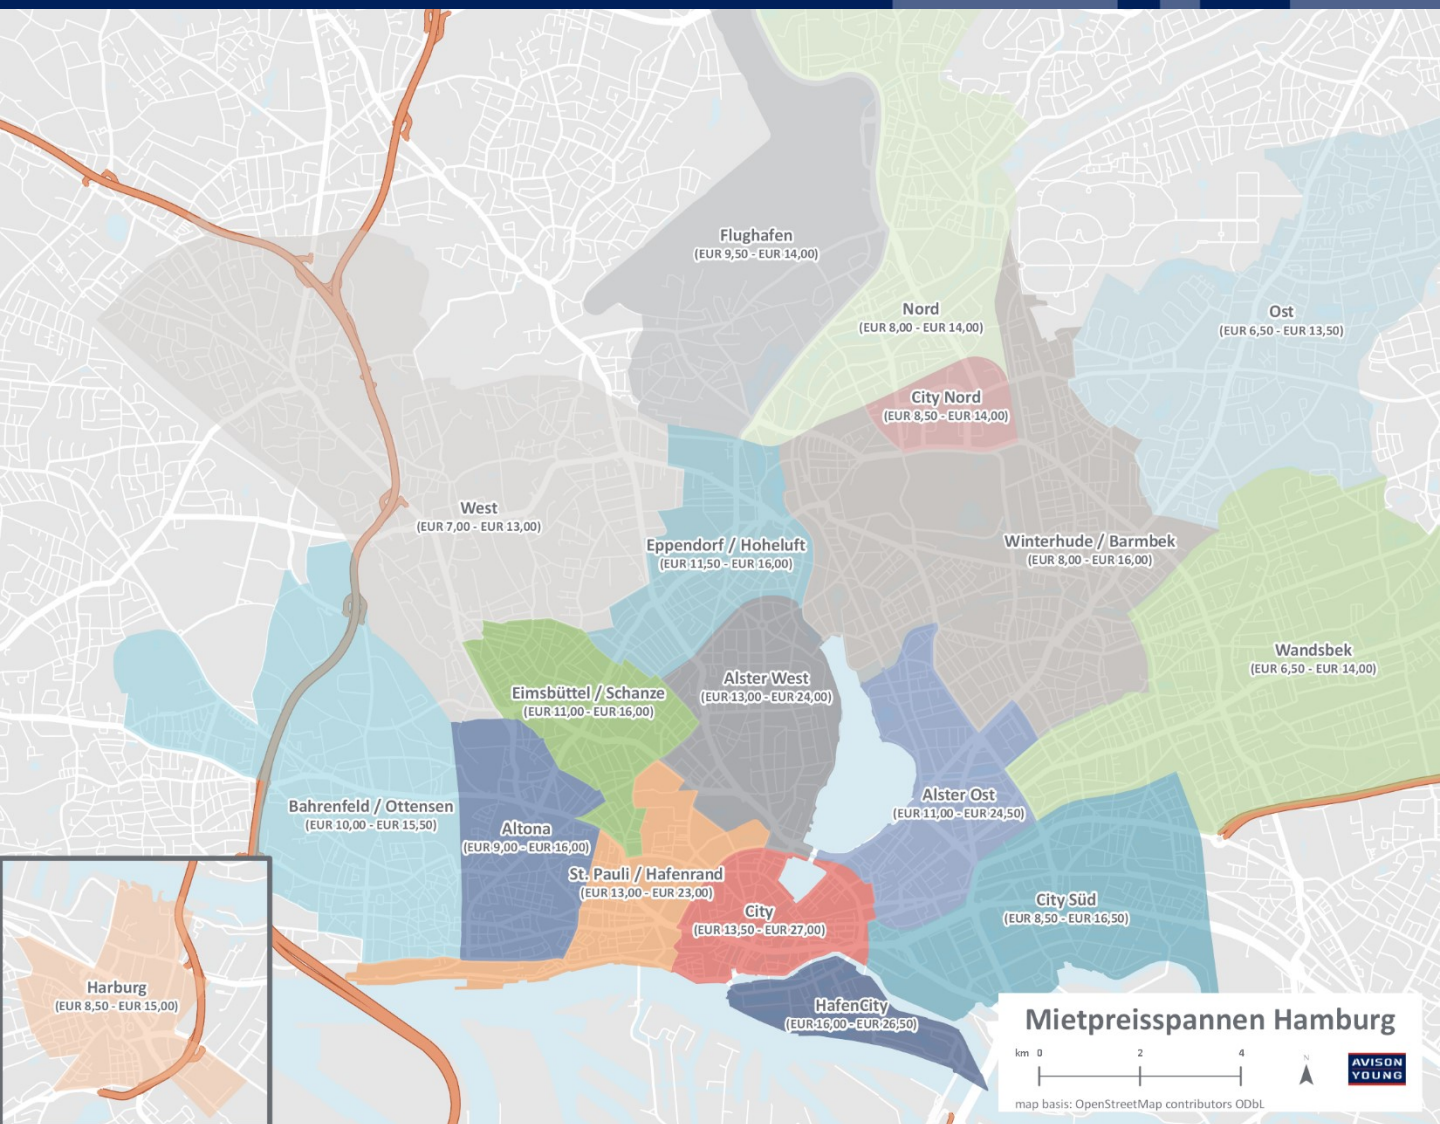 Flughafen
(EUR 9,50 - EUR 14,00)
Nord
(EUR 8,00 - EUR 14,00)
Ost
(EUR 6,50 - EUR 13,50)
City Nord
(EUR 8,50 - EUR 14,00)
West
(EUR 7,00 - EUR 13,00)
Eppendorf / Hoheluft
(EUR 11,50 - EUR 16,00)
Winterhude / Barmbek
(EUR 8,00 - EUR 16,00)
Wandsbek
(EUR 6,50 - EUR 14,00)
Alster West
(EUR 13,00 - EUR 24,00)
Eimsbüttel / Schanze
(EUR 11,00 - EUR 16,00)
Alster Ost
(EUR 11,00 - EUR 24,50)
Bahrenfeld / Ottensen
(EUR 10,00 - EUR 15,50)
Altona
(EUR 9,00 - EUR 16,00)
St. Pauli / Hafenrand
(EUR 13,00 - EUR 23,00)
City
(EUR 13,50 - EUR 27,00)
City Süd
(EUR 8,50 - EUR 16,50)
Harburg
(EUR 8,50 - EUR 15,00)
HafenCity
(EUR 16,00 - EUR 26,50)
Mietpreisspannen Hamburg
km 0 2 4
N
AVISON
YOUNG
map basis: OpenStreetMap contributors ODbL